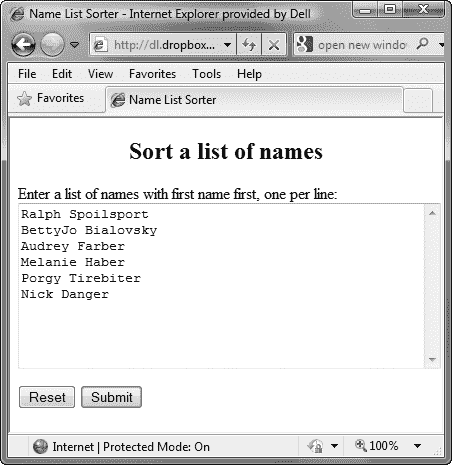 Name List Sorter - Internet Explorer provided by Dell
http://dl.dropbox... open new windo
File Edit View Favorites Tools Help
Favorites Name List Sorter
Sort a list of names
Enter a list of names with first name first, one per line:
Ralph Spoilsport
BettyJo Bialovsky
Audrey Farber
Melanie Haber
Porgy Tirebiter
Nick Danger
Reset Submit
Internet | Protected Mode: On 100%